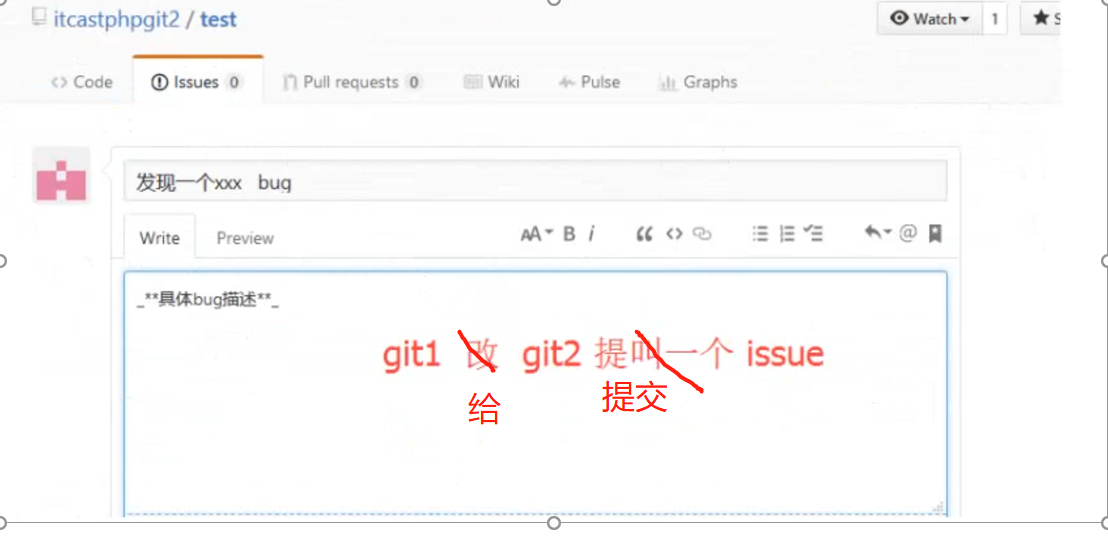 itcastphpgit2 / test
Watch 1 S
Code Issues 0 Pull requests 0 Wiki Pulse Graphs
发现一个xxx bug
Write Preview AA B i
_**具体bug描述**_
git1 改 git2 提叫一个 issue
给 提交